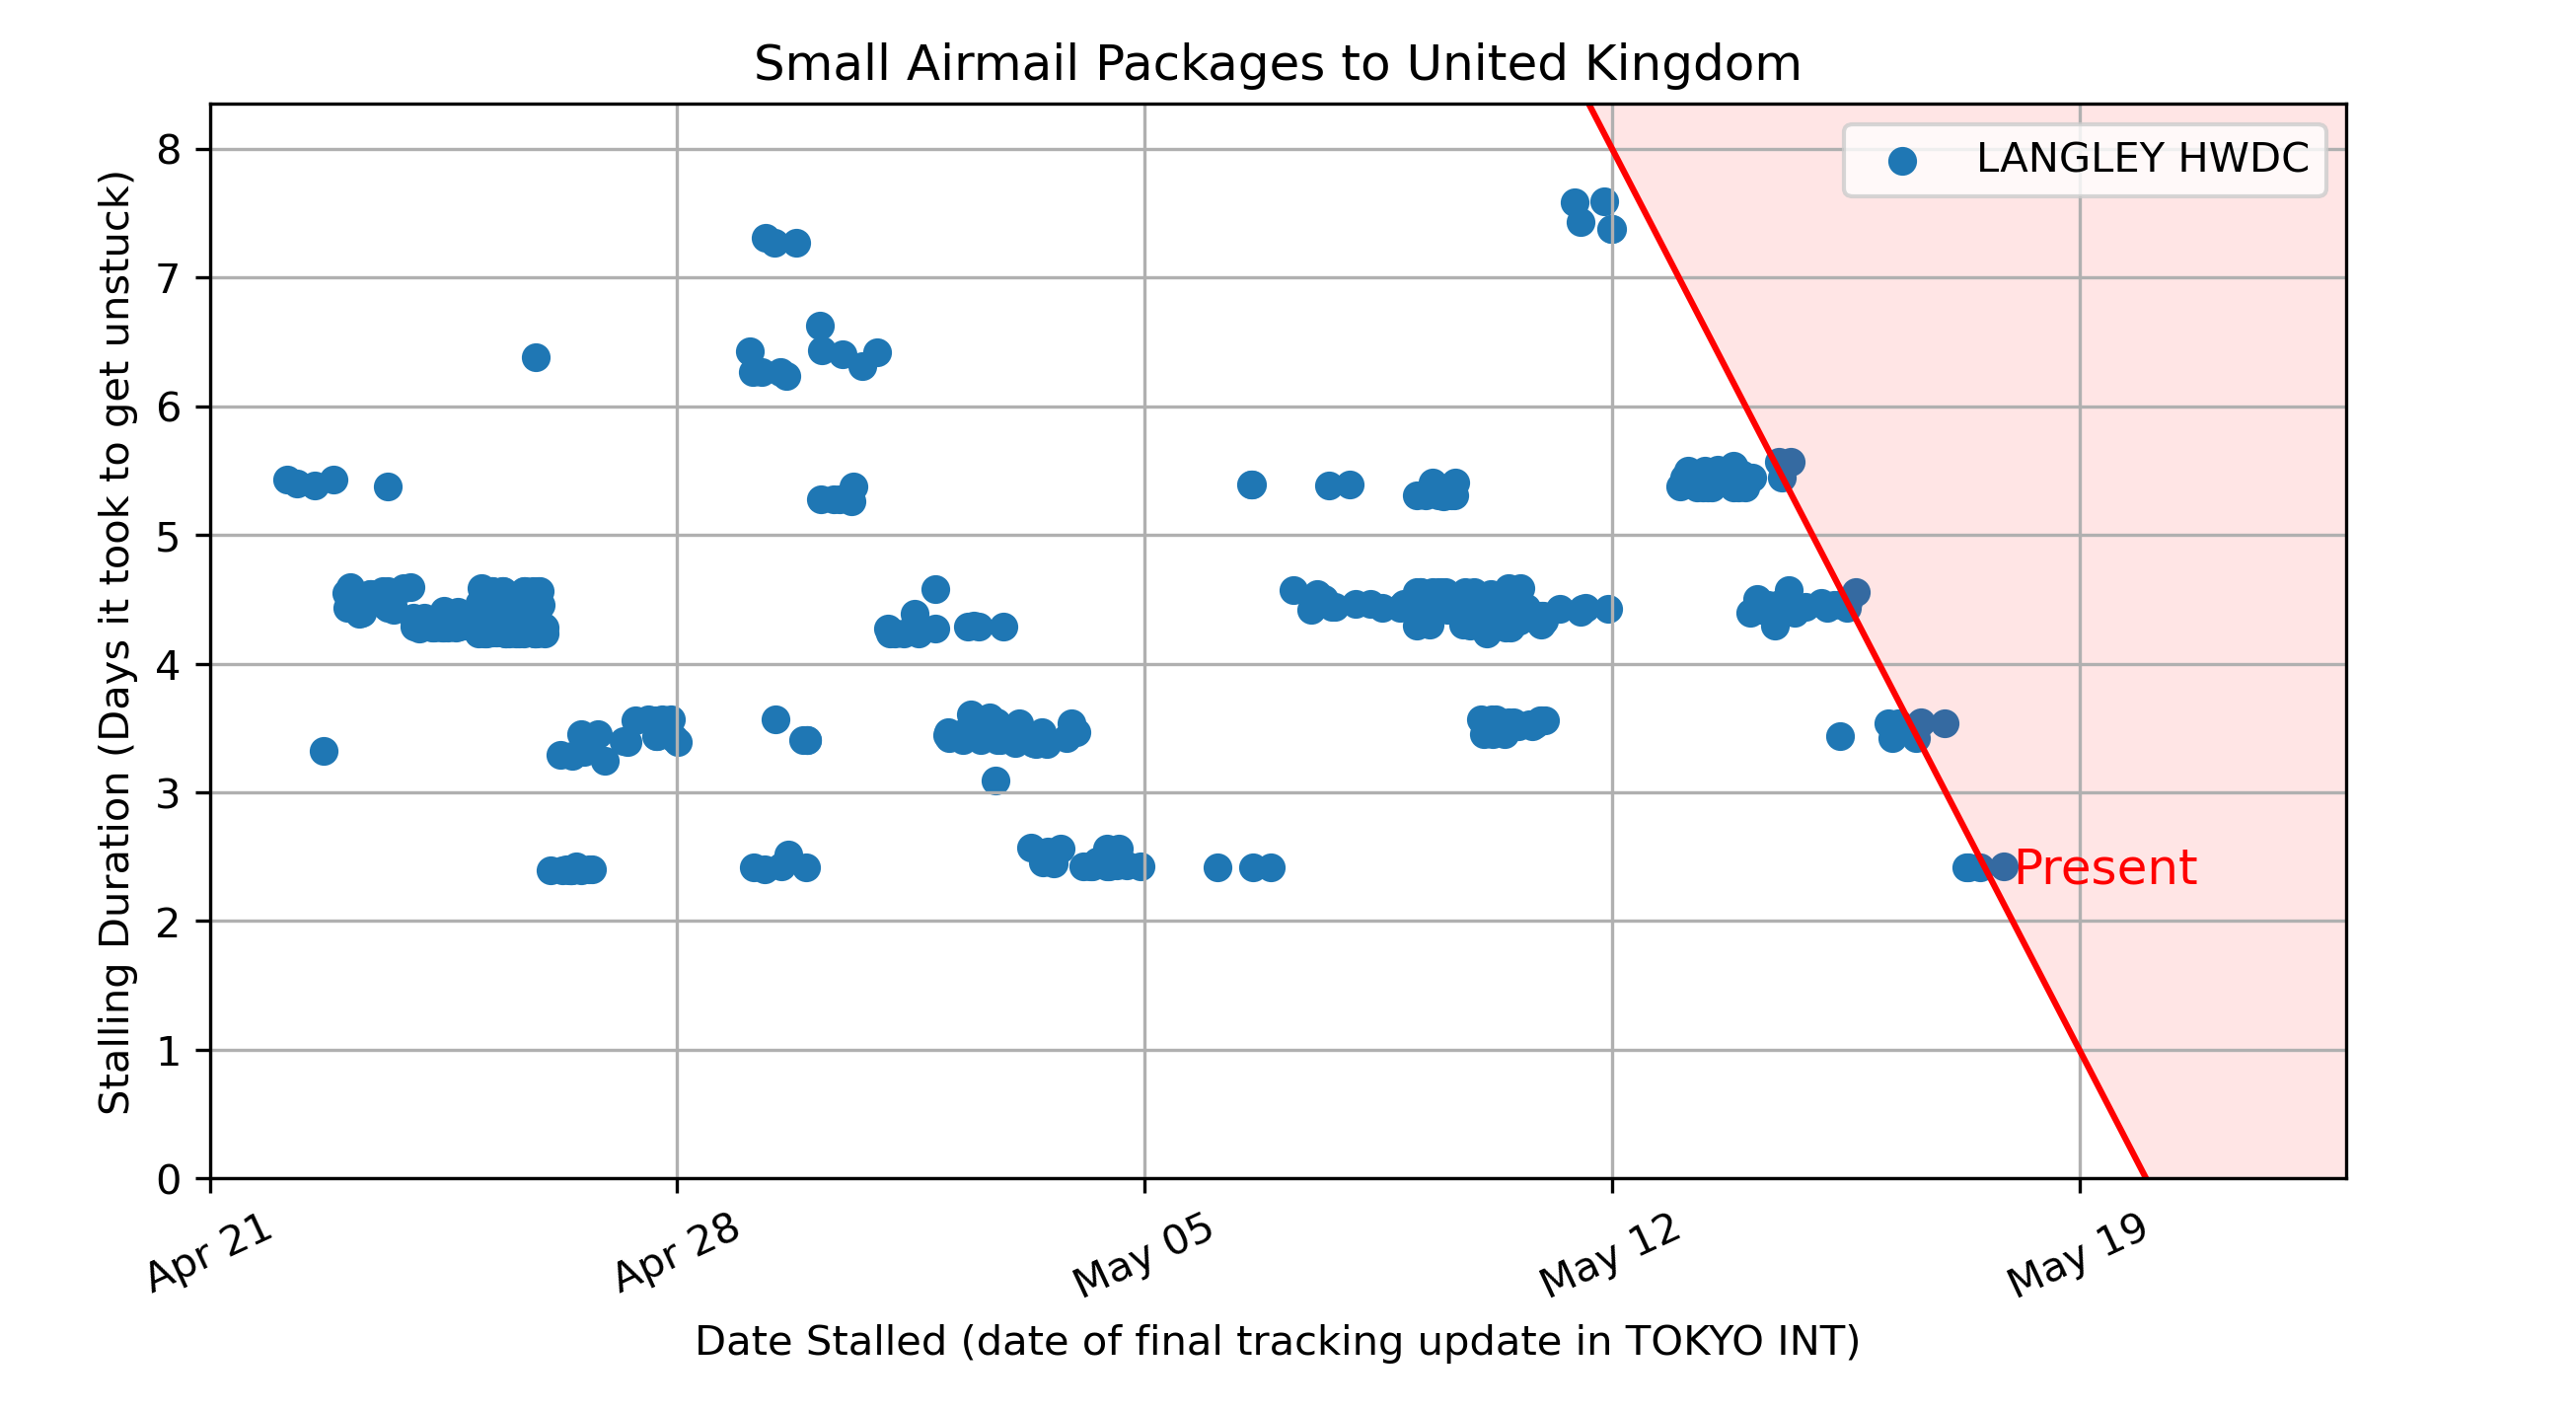 Small Airmail Packages to United Kingdom
Stalling Duration (Days it took to get unstuck)
8
7
6
5
4
3
2
1
0
LANGLEY HWDC
Present
Apr 21
Apr 28
May 05
May 12
May 19
Date Stalled (date of final tracking update in TOKYO INT)